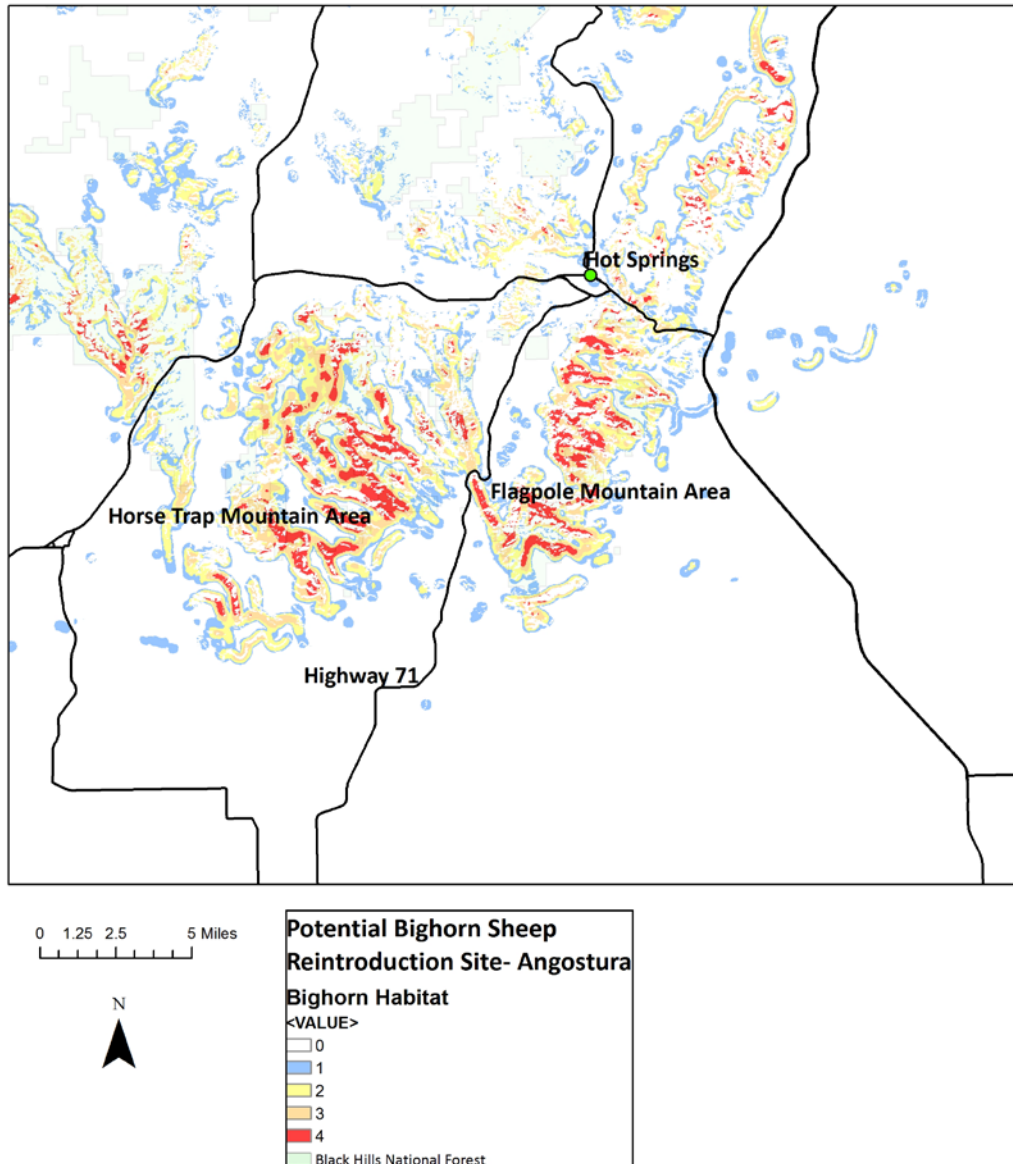 Hot Springs
Flagpole Mountain Area
Horse Trap Mountain Area
Highway 71
0 1.25 2.5 5 Miles
N
Potential Bighorn Sheep
Reintroduction Site- Angostura
Bighorn Habitat
<VALUE>
0
1
2
3
4
Black Hills National Forest